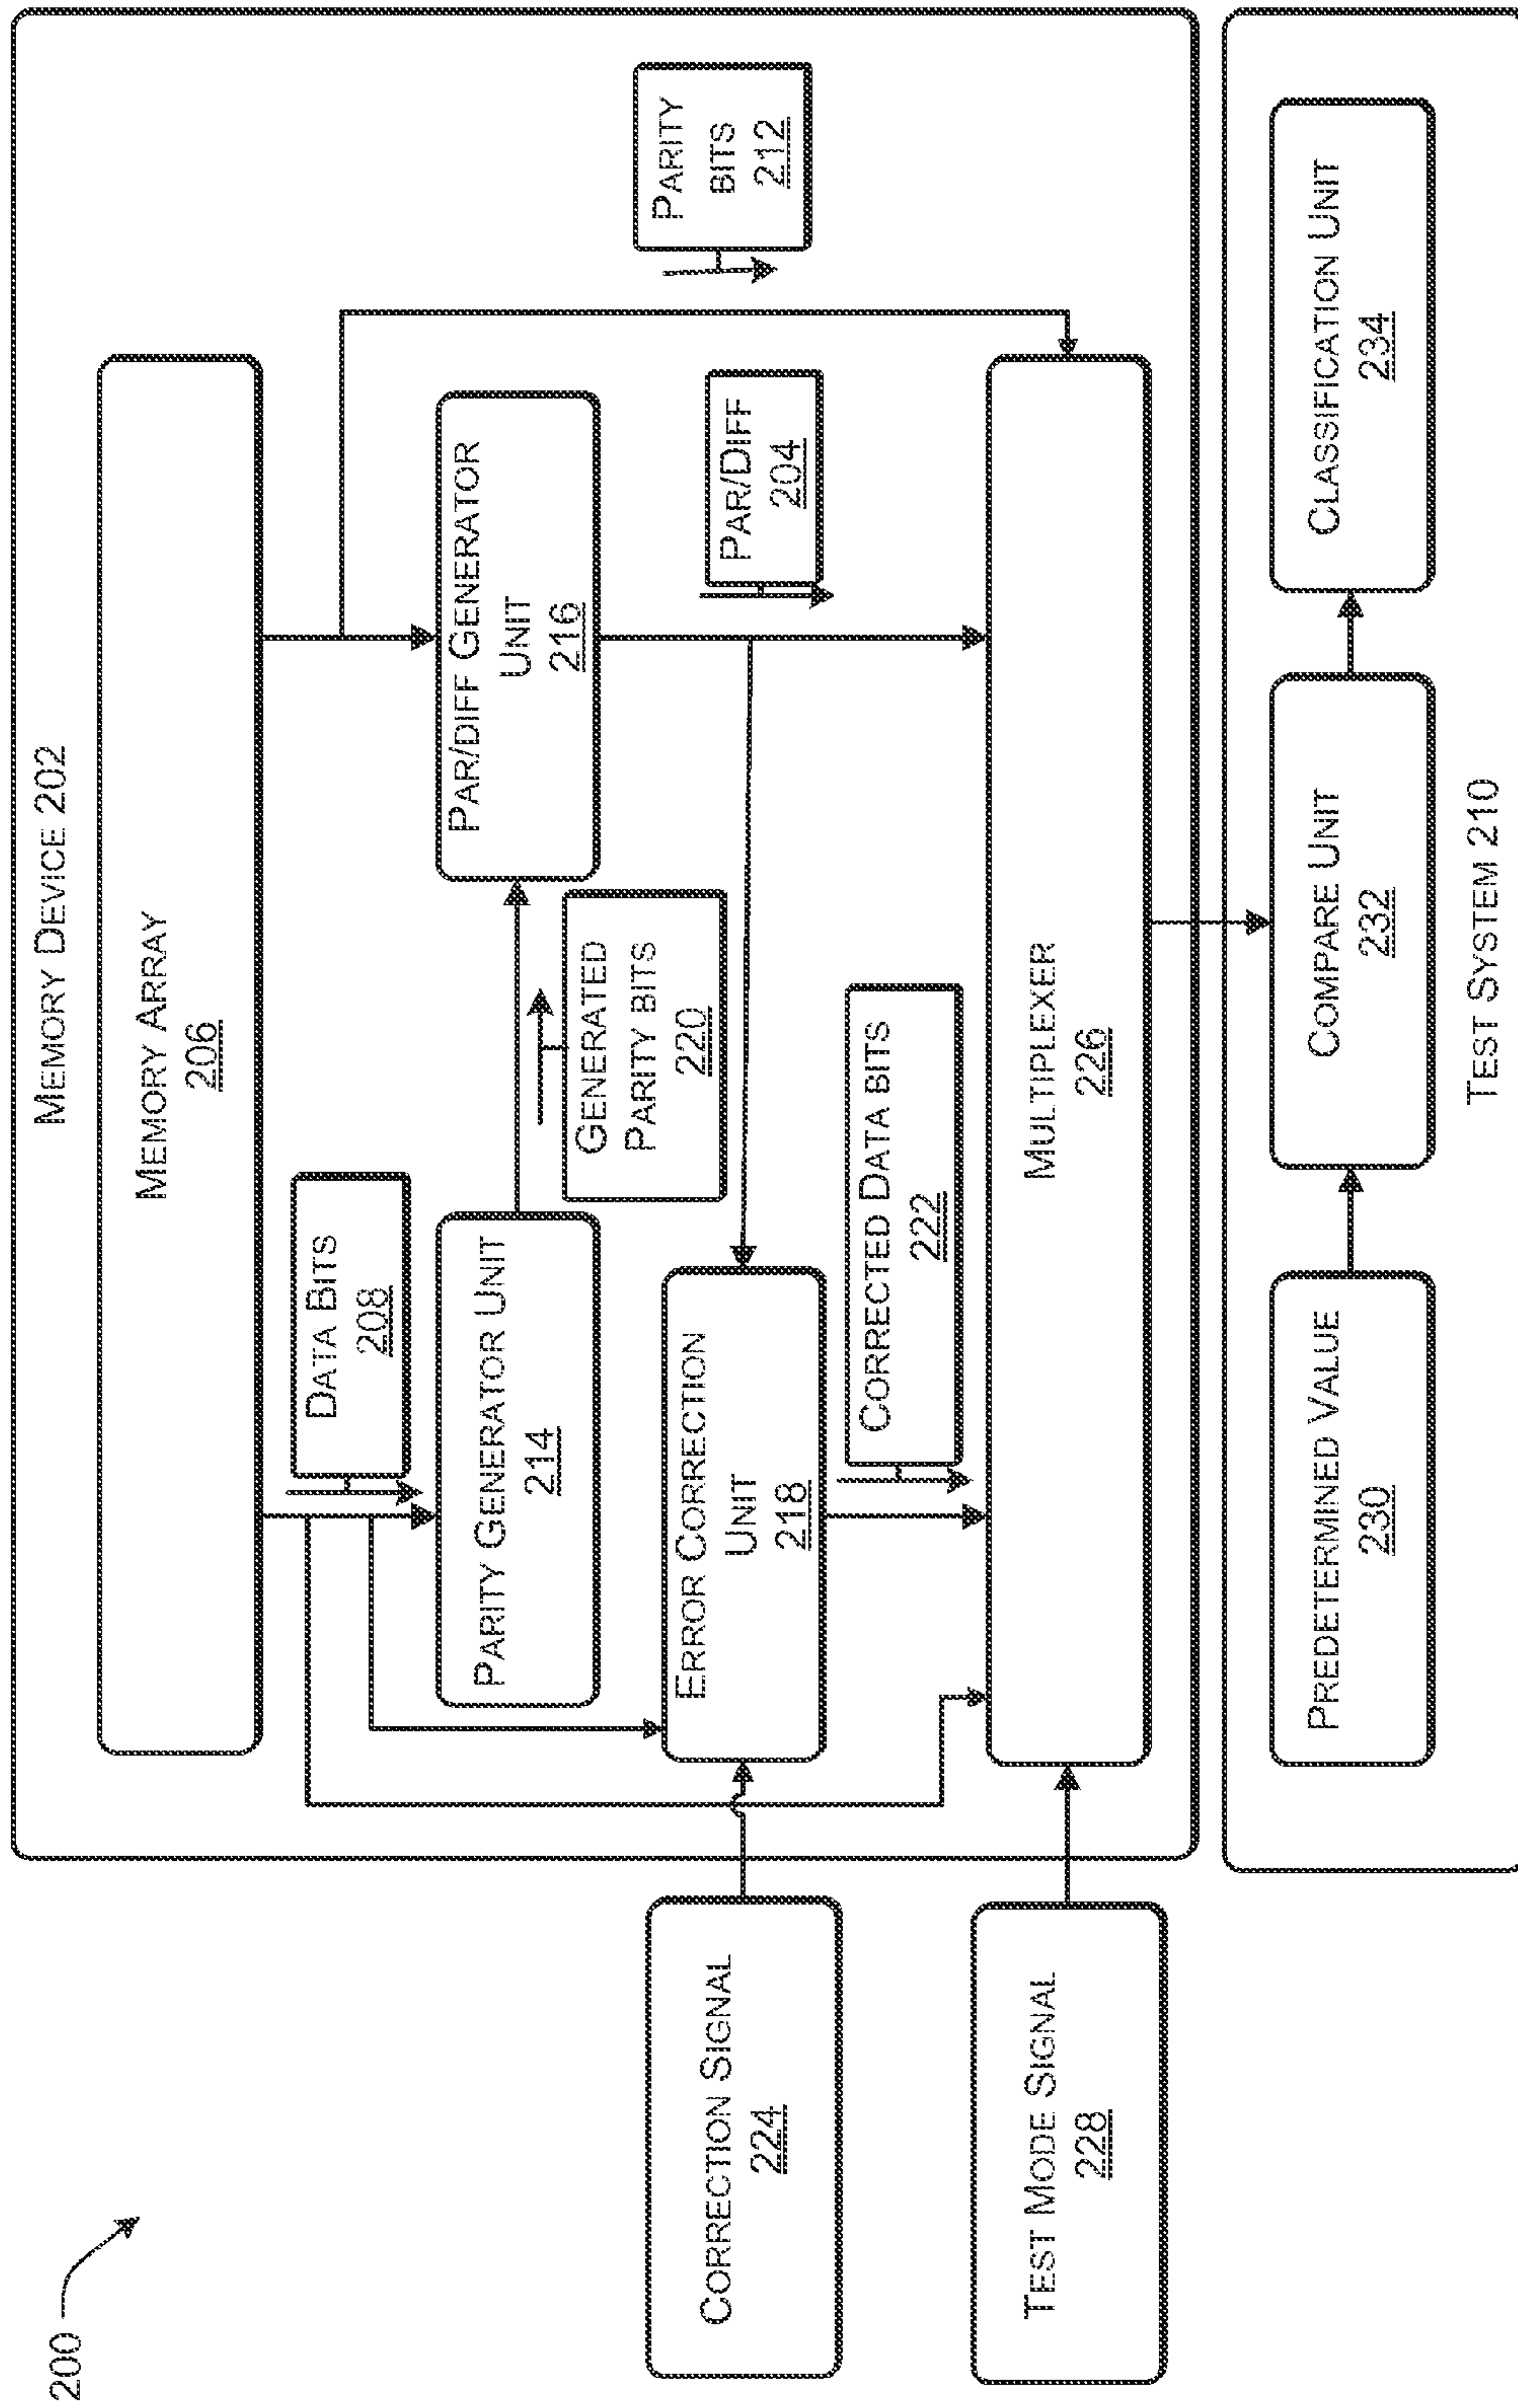 200
MEMORY DEVICE 202
MEMORY ARRAY
206
DATA BITS
208
PARITY
BITS
212
PARITY GENERATOR UNIT
214
PAR/DIFF GENERATOR
UNIT
216
GENERATED
PARITY BITS
220
PAR/DIFF
204
CORRECTION SIGNAL
224
ERROR CORRECTION
UNIT
218
CORRECTED DATA BITS
222
TEST MODE SIGNAL
228
MULTIPLEXER
226
PREDETERMINED VALUE
230
COMPARE UNIT
232
CLASSIFICATION UNIT
234
TEST SYSTEM 210